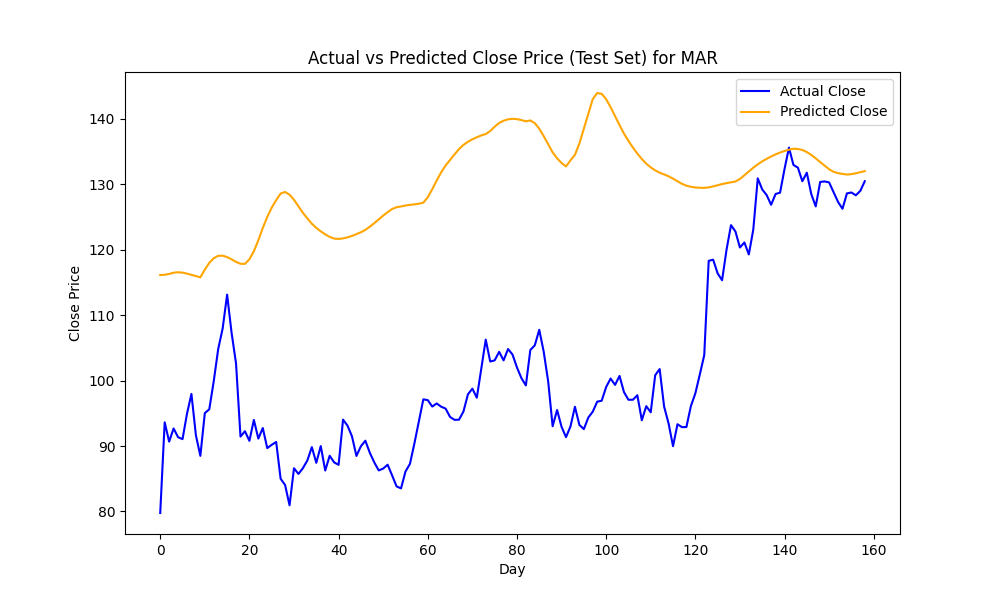 Actual vs Predicted Close Price (Test Set) for MAR
Actual Close
Predicted Close
140
130
120
110
100
90
80
Close Price
0 20 40 60 80 100 120 140 160
Day